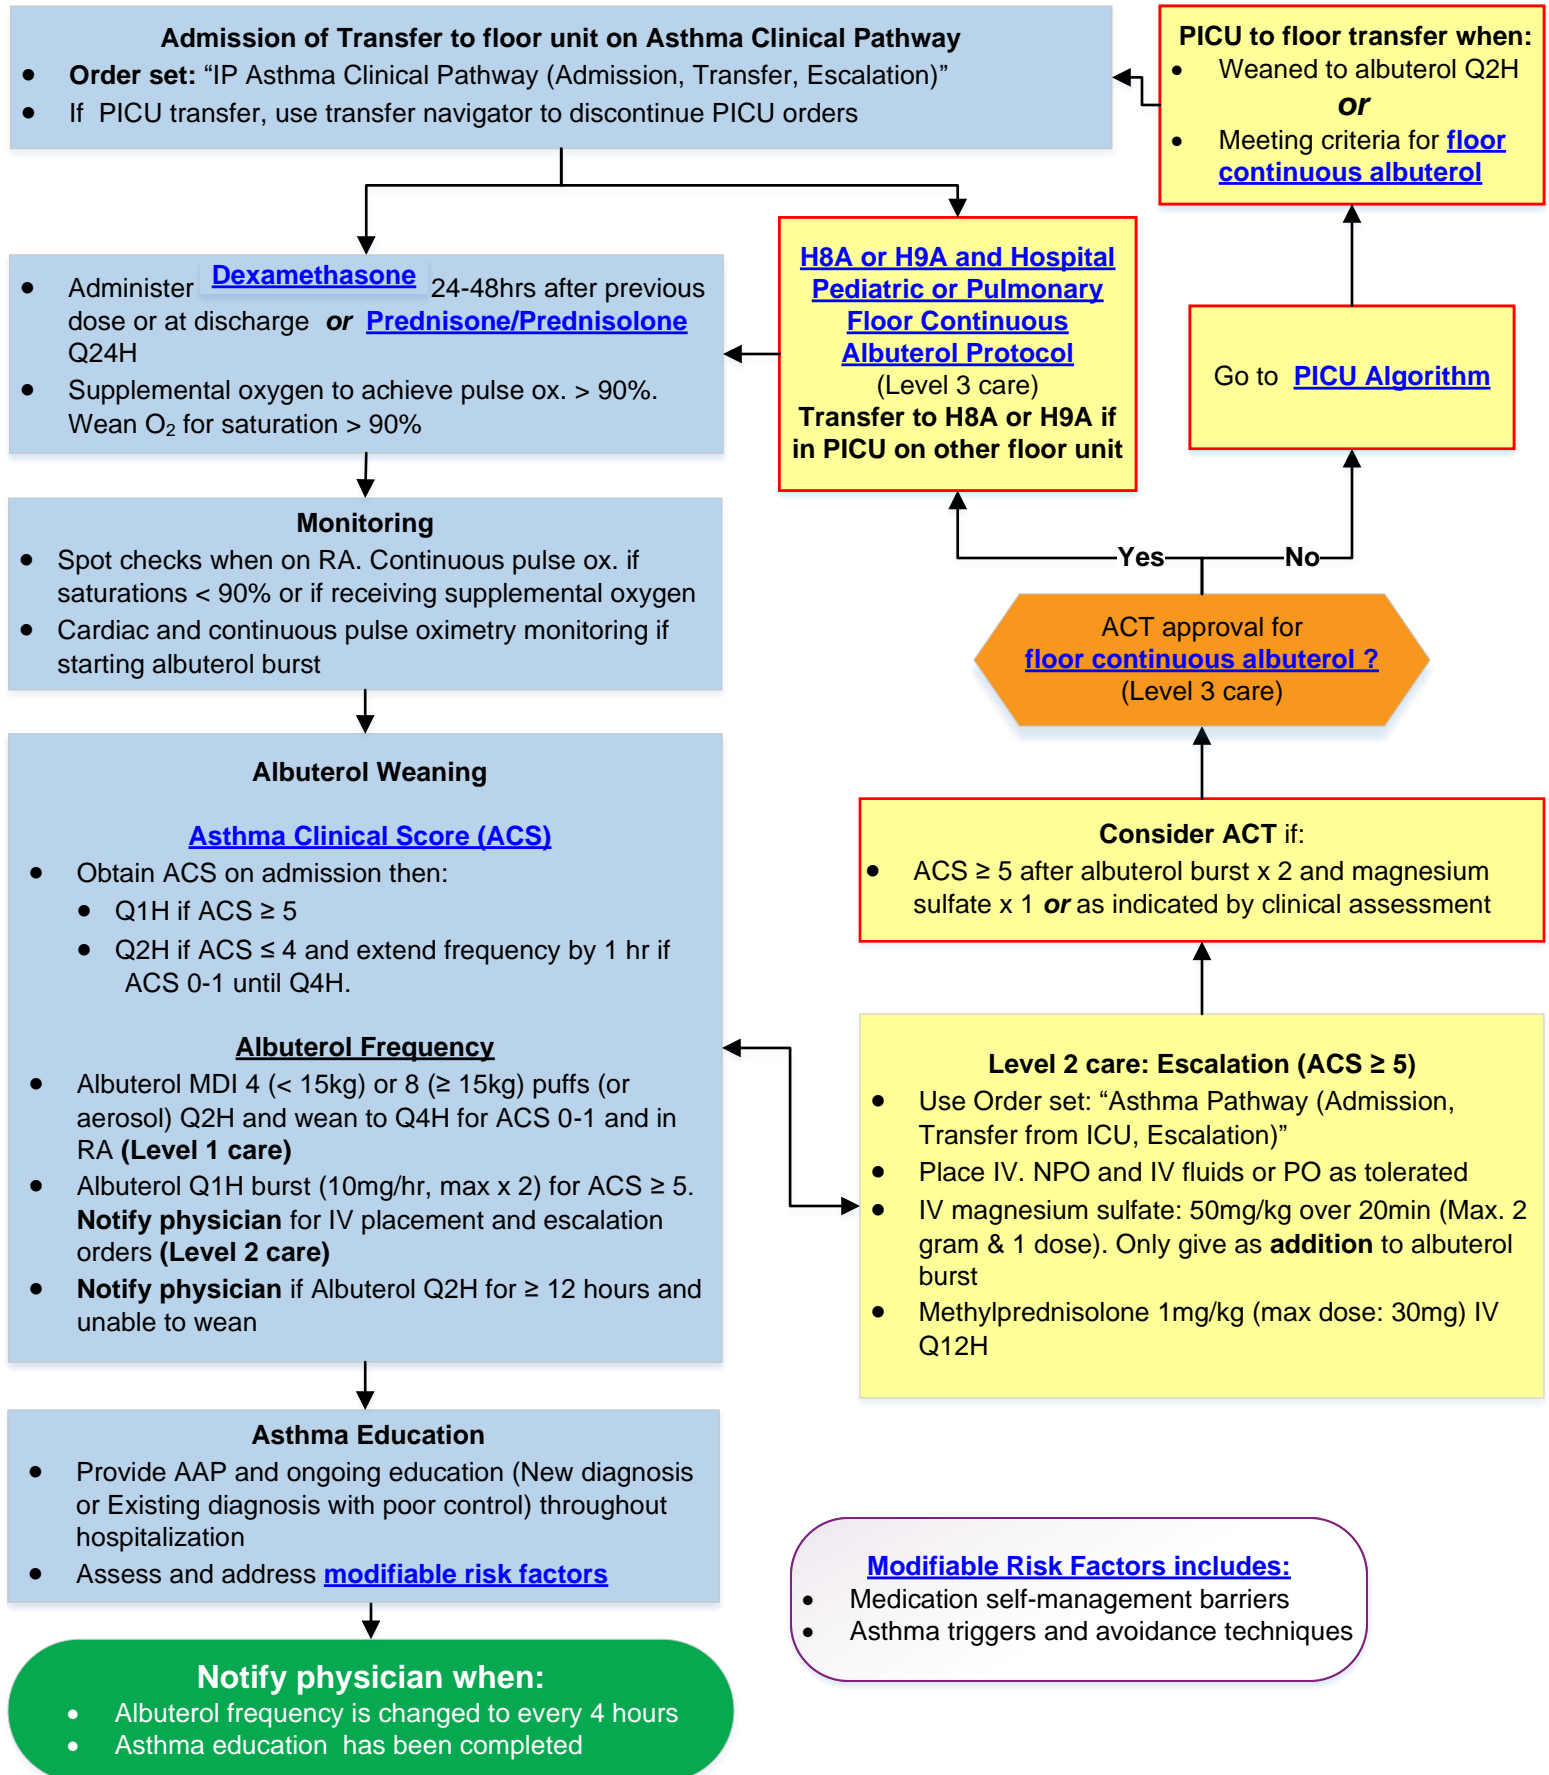 Admission of Transfer to floor unit on Asthma Clinical Pathway
● Order set: “IP Asthma Clinical Pathway (Admission, Transfer, Escalation)”
● If PICU transfer, use transfer navigator to discontinue PICU orders
PICU to floor transfer when:
● Weaned to albuterol Q2H
or
● Meeting criteria for floor
continuous albuterol
● Administer Dexamethasone 24-48hrs after previous
dose or at discharge or Prednisone/Prednisolone
Q24H
● Supplemental oxygen to achieve pulse ox. > 90%.
Wean O₂ for saturation > 90%
H8A or H9A and Hospital
Pediatric or Pulmonary
Floor Continuous
Albuterol Protocol
(Level 3 care)
Transfer to H8A or H9A if
in PICU on other floor unit
Go to PICU Algorithm
Monitoring
● Spot checks when on RA. Continuous pulse ox. if
saturations < 90% or if receiving supplemental oxygen
● Cardiac and continuous pulse oximetry monitoring if
starting albuterol burst
Yes
No
ACT approval for
floor continuous albuterol ?
(Level 3 care)
Albuterol Weaning
Asthma Clinical Score (ACS)
● Obtain ACS on admission then:
● Q1H if ACS ≥ 5
● Q2H if ACS ≤ 4 and extend frequency by 1 hr if
ACS 0-1 until Q4H.
Albuterol Frequency
● Albuterol MDI 4 (< 15kg) or 8 (≥ 15kg) puffs (or
aerosol) Q2H and wean to Q4H for ACS 0-1 and in
RA (Level 1 care)
● Albuterol Q1H burst (10mg/hr, max x 2) for ACS ≥ 5.
Notify physician for IV placement and escalation
orders (Level 2 care)
● Notify physician if Albuterol Q2H for ≥ 12 hours and
unable to wean
Consider ACT if:
● ACS ≥ 5 after albuterol burst x 2 and magnesium
sulfate x 1 or as indicated by clinical assessment
Level 2 care: Escalation (ACS ≥ 5)
● Use Order set: “Asthma Pathway (Admission,
Transfer from ICU, Escalation)”
● Place IV. NPO and IV fluids or PO as tolerated
● IV magnesium sulfate: 50mg/kg over 20min (Max. 2
gram & 1 dose). Only give as addition to albuterol
burst
● Methylprednisolone 1mg/kg (max dose: 30mg) IV
Q12H
Asthma Education
● Provide AAP and ongoing education (New diagnosis
or Existing diagnosis with poor control) throughout
hospitalization
● Assess and address modifiable risk factors
Modifiable Risk Factors includes:
● Medication self-management barriers
● Asthma triggers and avoidance techniques
Notify physician when:
● Albuterol frequency is changed to every 4 hours
● Asthma education has been completed